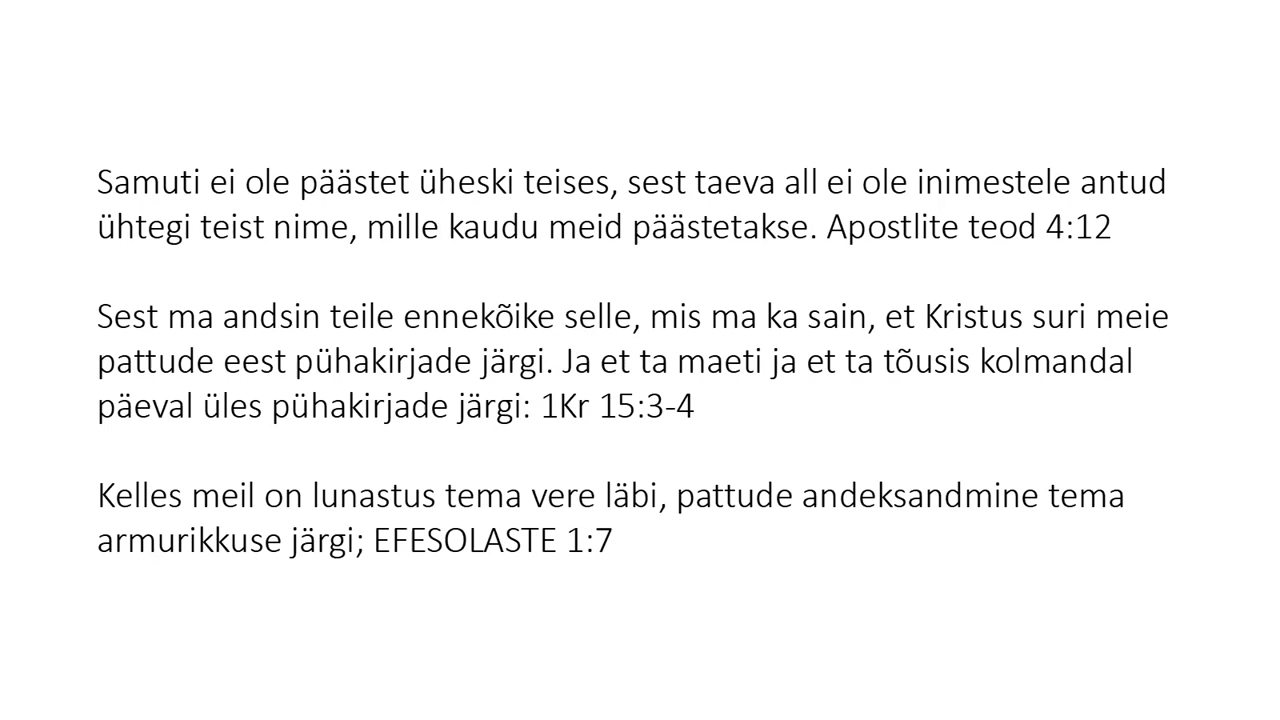 Samuti ei ole päästet üheski teises, sest taeva all ei ole inimestele antud
ühtegi teist nime, mille kaudu meid päästetakse. Apostlite teod 4:12
Sest ma andsin teile ennekõike selle, mis ma ka sain, et Kristus suri meie
pattude eest pühakirjade järgi. Ja et ta maeti ja et ta tõusis kolmandal
päeval üles pühakirjade järgi: 1Kr 15:3-4
Kelles meil on lunastus tema vere läbi, pattude andeksandmine tema
armurikkuse järgi; EFESOLASTE 1:7